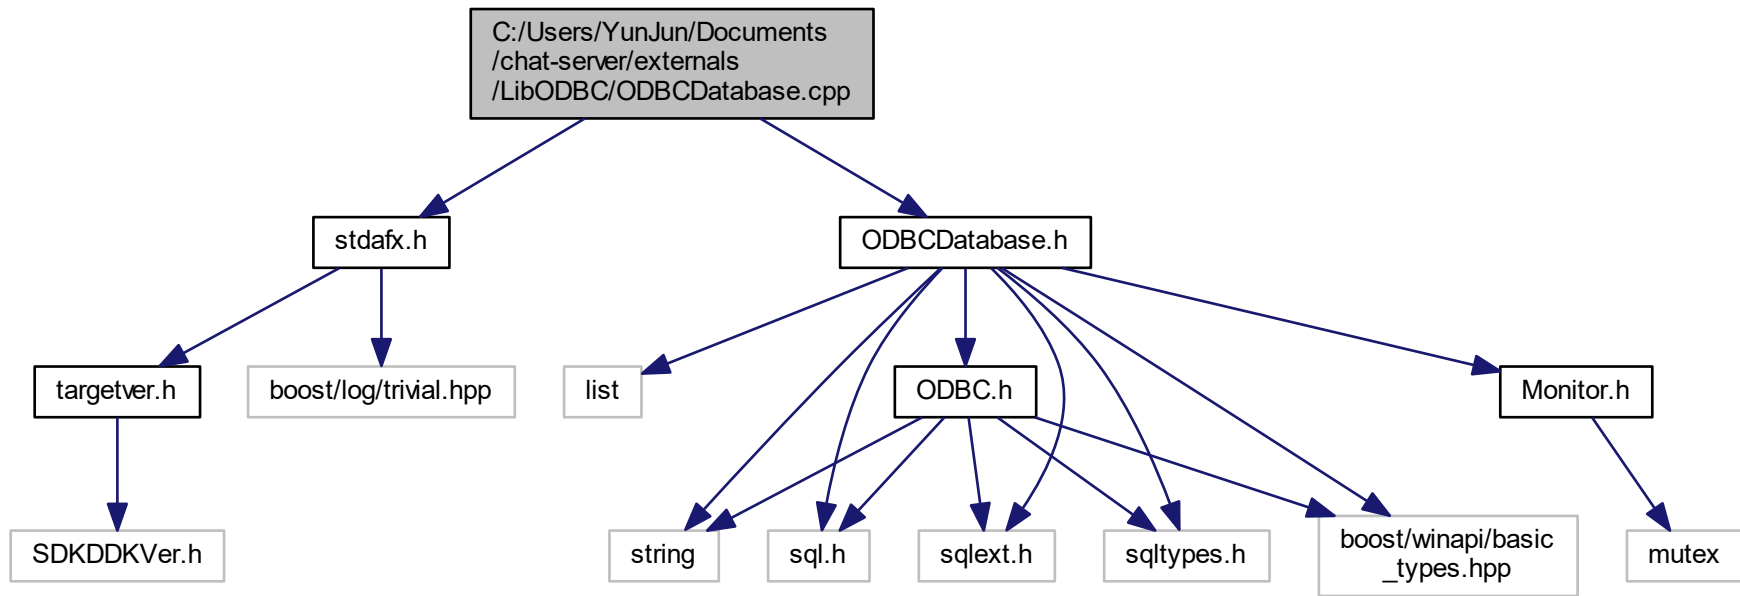 C:/Users/YunJun/Documents
/chat-server/externals
/LibODBC/ODBCDatabase.cpp
stdafx.h
ODBCDatabase.h
targetver.h
boost/log/trivial.hpp
list
ODBC.h
Monitor.h
SDKDDKVer.h
string
sql.h
sqlext.h
sqltypes.h
boost/winapi/basic
_types.hpp
mutex